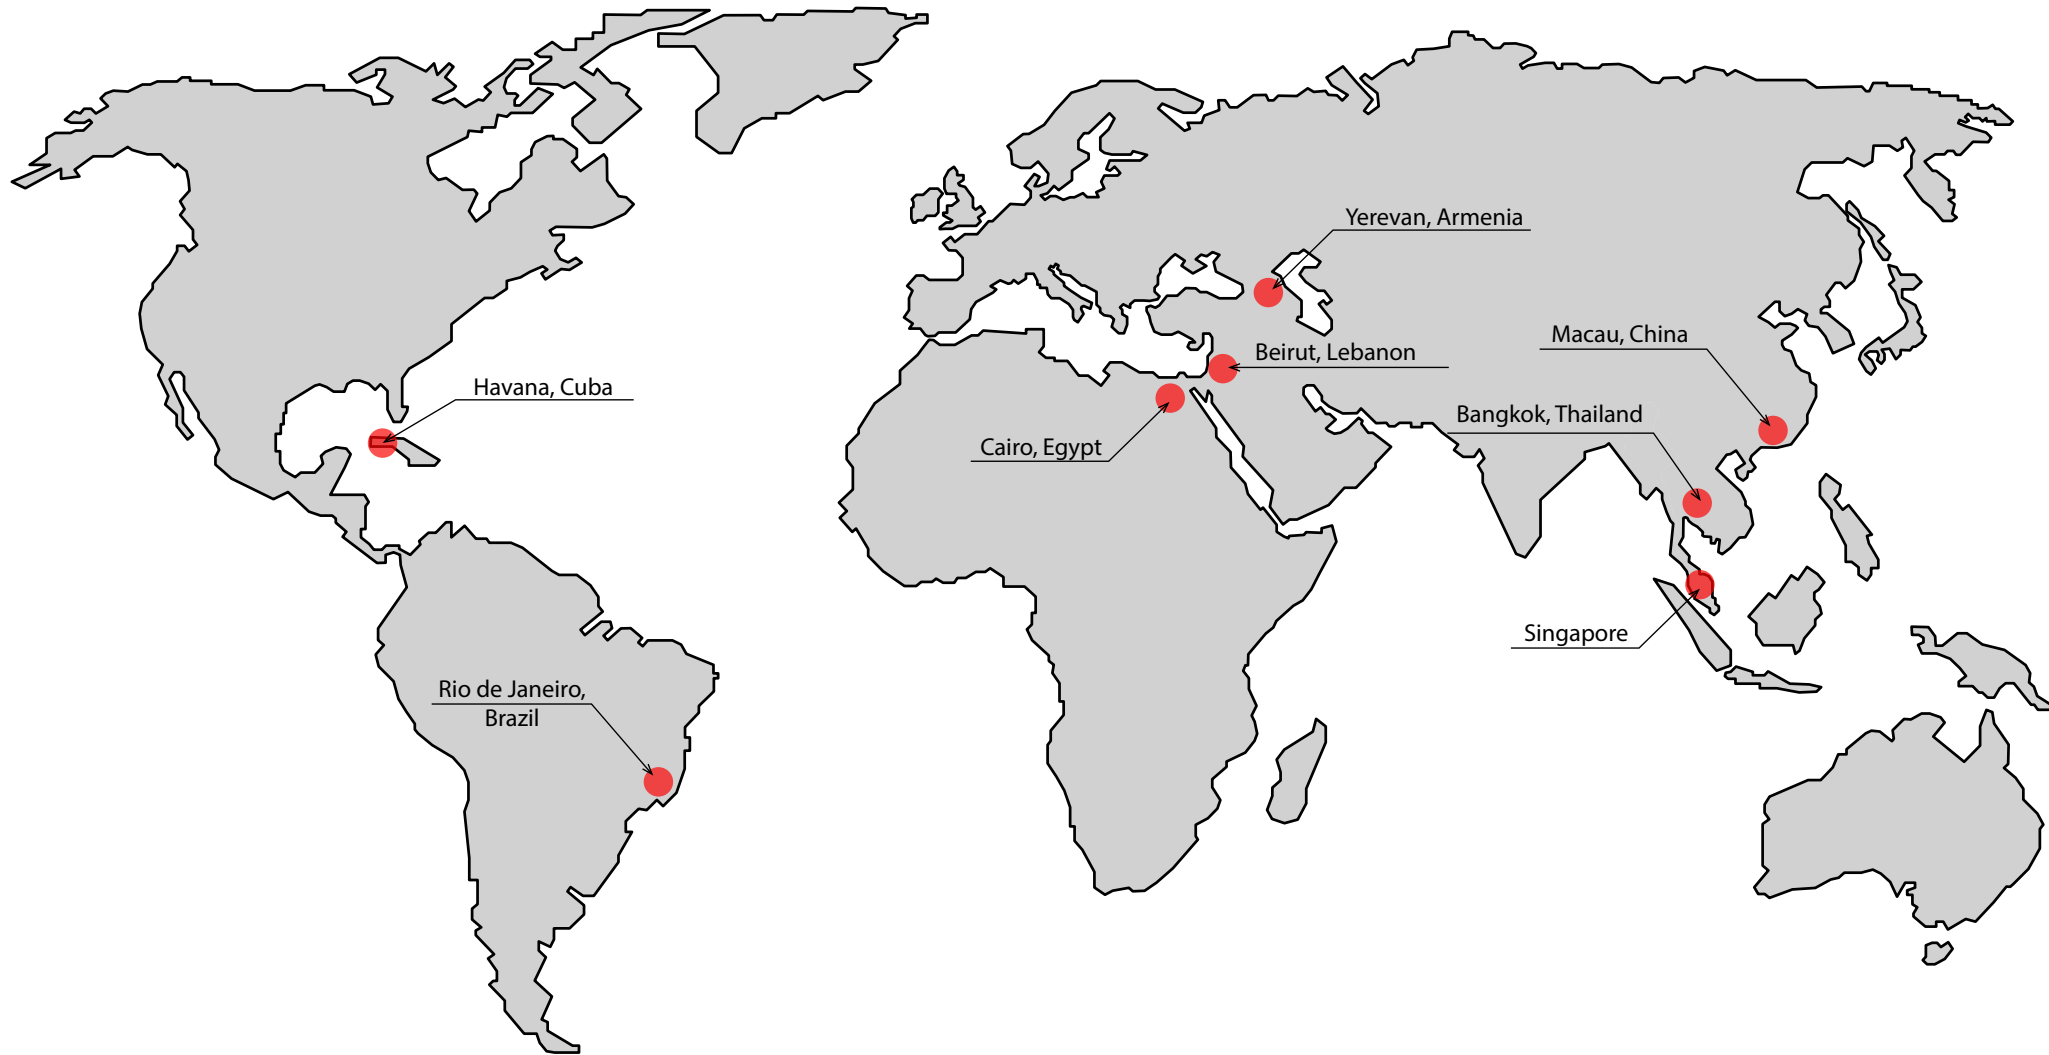 Yerevan, Armenia
Macau, China
Beirut, Lebanon
Havana, Cuba
Bangkok, Thailand
Cairo, Egypt
Singapore
Rio de Janeiro,
Brazil